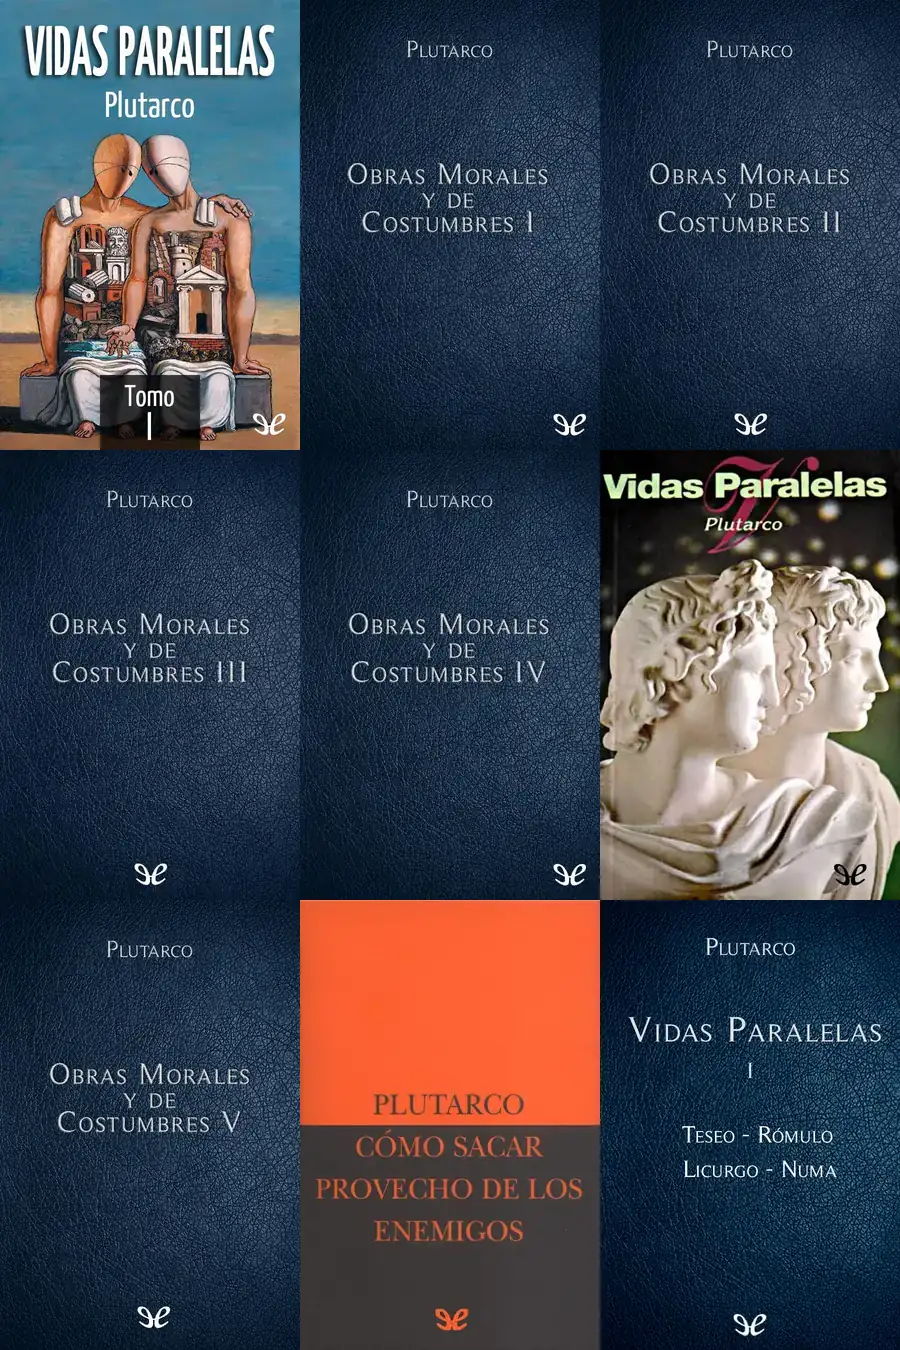 VIDAS PARALELAS
Plutarco
Tomo
I
PLUTARCO
OBRAS MORALES
Y DE
COSTUMBRES I
PLUTARCO
OBRAS MORALES
Y DE
COSTUMBRES II
PLUTARCO
OBRAS MORALES
Y DE
COSTUMBRES III
PLUTARCO
OBRAS MORALES
Y DE
COSTUMBRES IV
V
Vidas Paralelas
Plutarco
PLUTARCO
OBRAS MORALES
Y DE
COSTUMBRES V
PLUTARCO
CÓMO SACAR
PROVECHO DE LOS
ENEMIGOS
PLUTARCO
VIDAS PARALELAS
I
TESEO - RÓMULO
LICURGO - NUMA